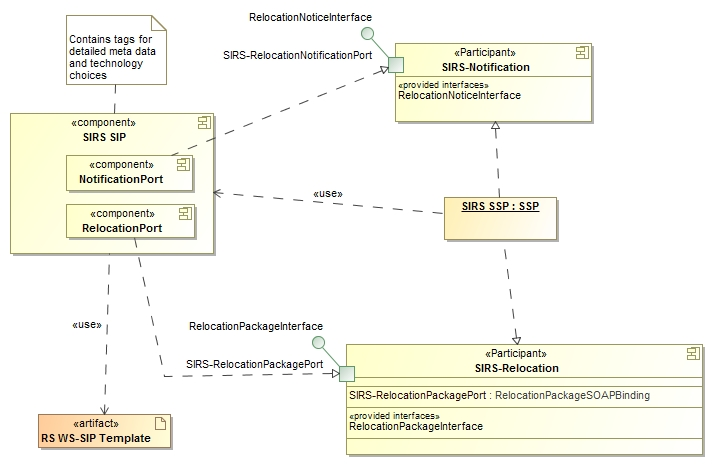 Contains tags for
detailed meta data
and technology
choices
RelocationNoticeInterface
SIRS-RelocationNotificationPort
«Participant»
SIRS-Notification
«provided interfaces»
RelocationNoticeInterface
«component»
SIRS SIP
«component»
NotificationPort
«component»
RelocationPort
«use»
SIRS SSP : SSP
«use»
RelocationPackageInterface
SIRS-RelocationPackagePort
«Participant»
SIRS-Relocation
SIRS-RelocationPackagePort : RelocationPackageSOAPBinding
«provided interfaces»
RelocationPackageInterface
«artifact»
RS WS-SIP Template